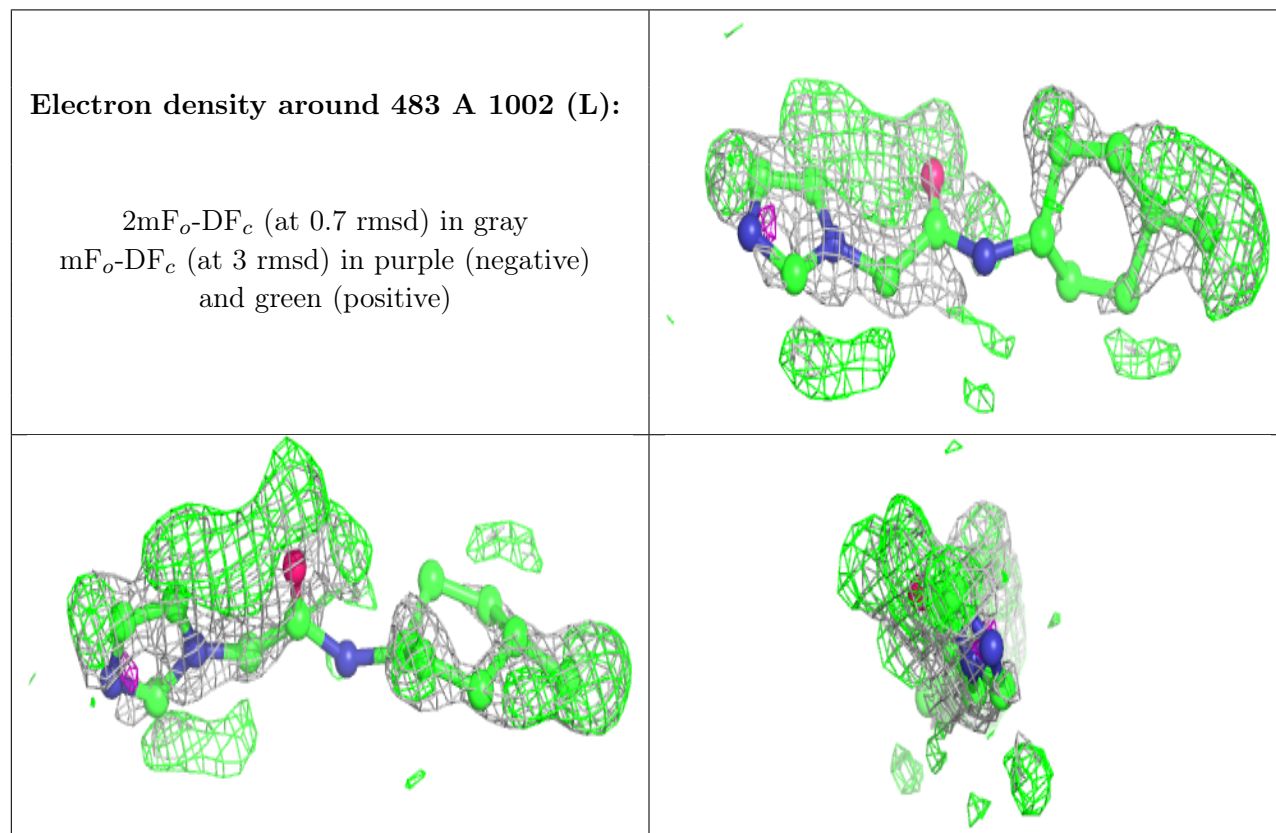 Electron density around 483 A 1002 (L):
2mFₒ-DF𝑐 (at 0.7 rmsd) in gray
mFₒ-DF𝑐 (at 3 rmsd) in purple (negative)
and green (positive)